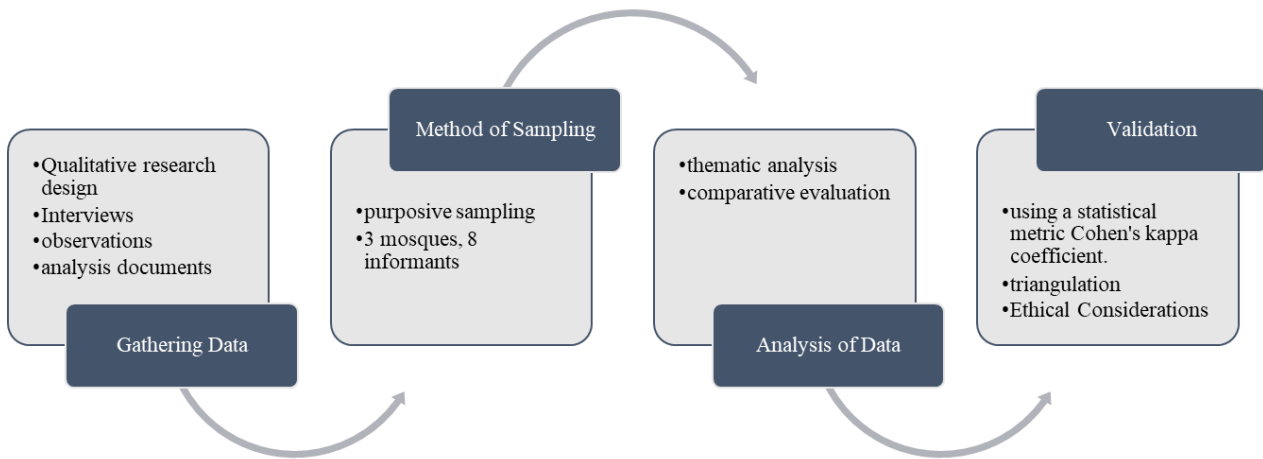 •Qualitative research
design
•Interviews
•observations
•analysis documents
Gathering Data
Method of Sampling
•purposive sampling
•3 mosques, 8
informants
•thematic analysis
•comparative evaluation
Analysis of Data
Validation
•using a statistical
metric Cohen's kappa
coefficient.
•triangulation
•Ethical Considerations